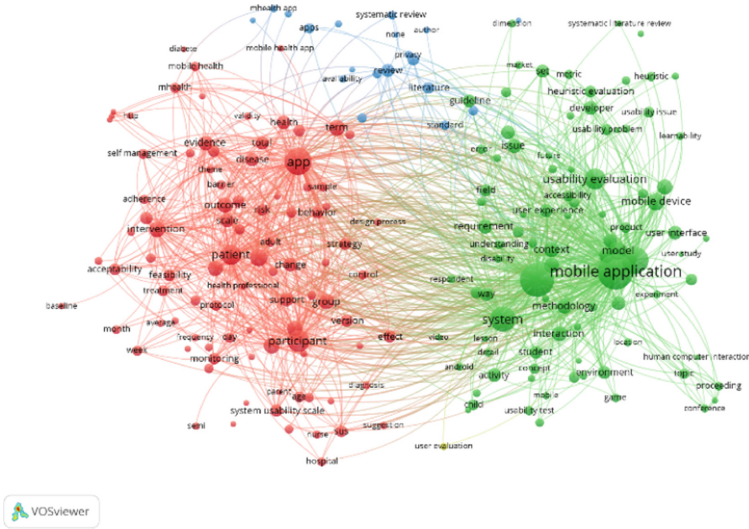 mhealth app
systematic review
dimension
systematic literature review
apps
none
author
diabete
mobile health app
privacy
mobile health
review
market
set
metric
heuristic
availability
mhealth
literature
heuristic evaluation
guideline
developer
validity
health
term
standard
usability issue
usability problem
evidence
total
error
issue
learnability
self management
disease
app
future
theme
barrier
sample
usability evaluation
field
accessibility
adherence
outcome
risk
behavior
user experience
mobile device
scale
design process
requirement
product
intervention
user interface
adult
strategy
understanding
context
model
patient
disability
user study
acceptability
feasibility
change
control
mobile application
treatment
health professional
respondent
way
experiment
baseline
protocol
support
group
methodology
month
average
version
system
frequency
day
participant
effect
video
lesson
interaction
location
week
monitoring
detail
student
human computer interaction
android
concept
diagnosis
activity
environment
topic
proceeding
parent
age
mobile
game
system usability scale
child
usability test
conference
semi
nurse
sus
suggestion
user evaluation
hospital
VOSviewer